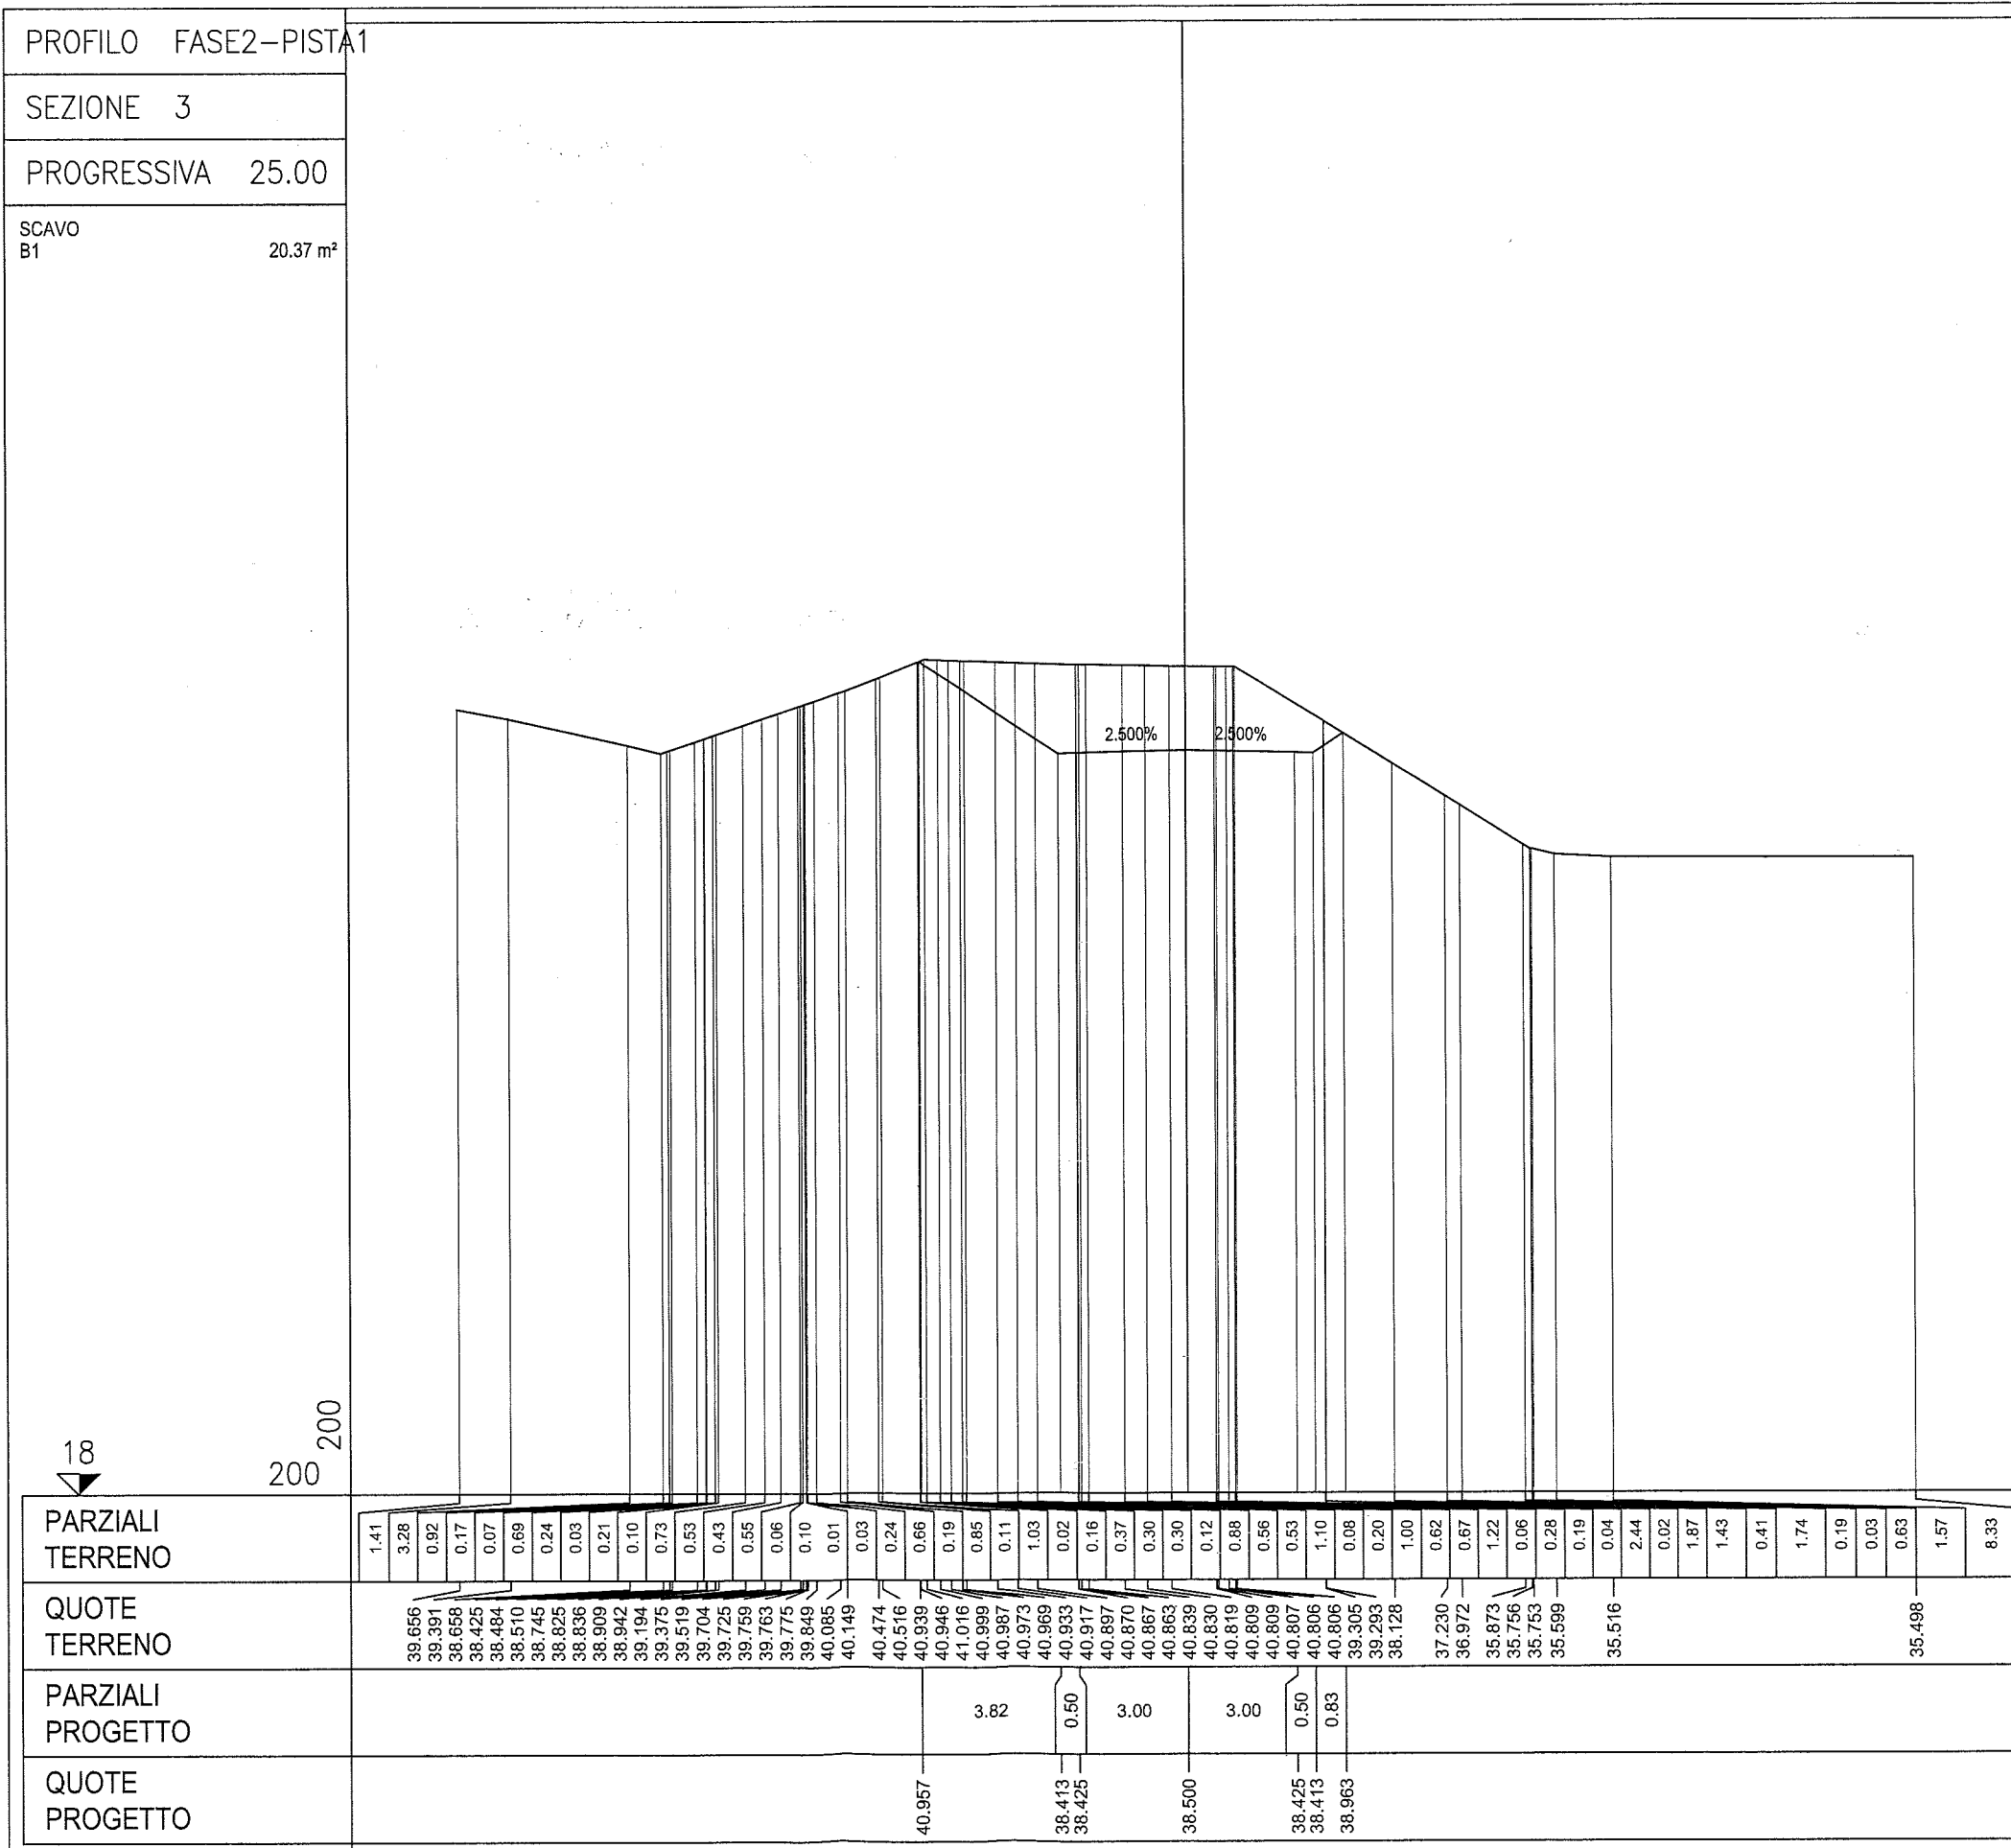 PROFILO FASE2-PISTA1
SEZIONE 3
PROGRESSIVA 25.00
SCAVO
B1 20.37 m²
2.500% 2.500%
200
18
200
PARZIALI
TERRENO
1.41 3.28 0.92 0.17 0.07 0.69 0.24 0.03 0.21 0.10 0.73 0.53 0.43 0.55 0.06 0.10 0.01 0.03 0.24 0.66 0.19 0.85 0.11 1.03 0.02 0.16 0.37 0.30 0.30 0.12 0.88 0.56 0.53 1.10 0.08 0.20 1.00 0.62 0.67 1.22 0.06 0.28 0.19 0.04 2.44 0.02 1.87 1.43 0.41 1.74 0.19 0.03 0.63 1.57 8.33
QUOTE
TERRENO
39.656 39.391 38.658 38.425 38.484 38.510 38.745 38.825 38.836 38.909 38.942 39.194 39.375 39.519 39.704 39.725 39.759 39.763 39.775 39.849 40.085 40.149 40.474 40.516 40.939 40.946 41.016 40.999 40.987 40.973 40.969 40.933 40.917 40.897 40.870 40.867 40.863 40.839 40.830 40.819 40.809 40.809 40.807 40.806 40.806 39.305 39.293 38.128 37.230 36.972 35.873 35.756 35.753 35.599 35.516 35.498
PARZIALI
PROGETTO
3.82 0.50 3.00 3.00 0.50 0.83
QUOTE
PROGETTO
40.957 38.413 38.425 38.500 38.425 38.413 38.963